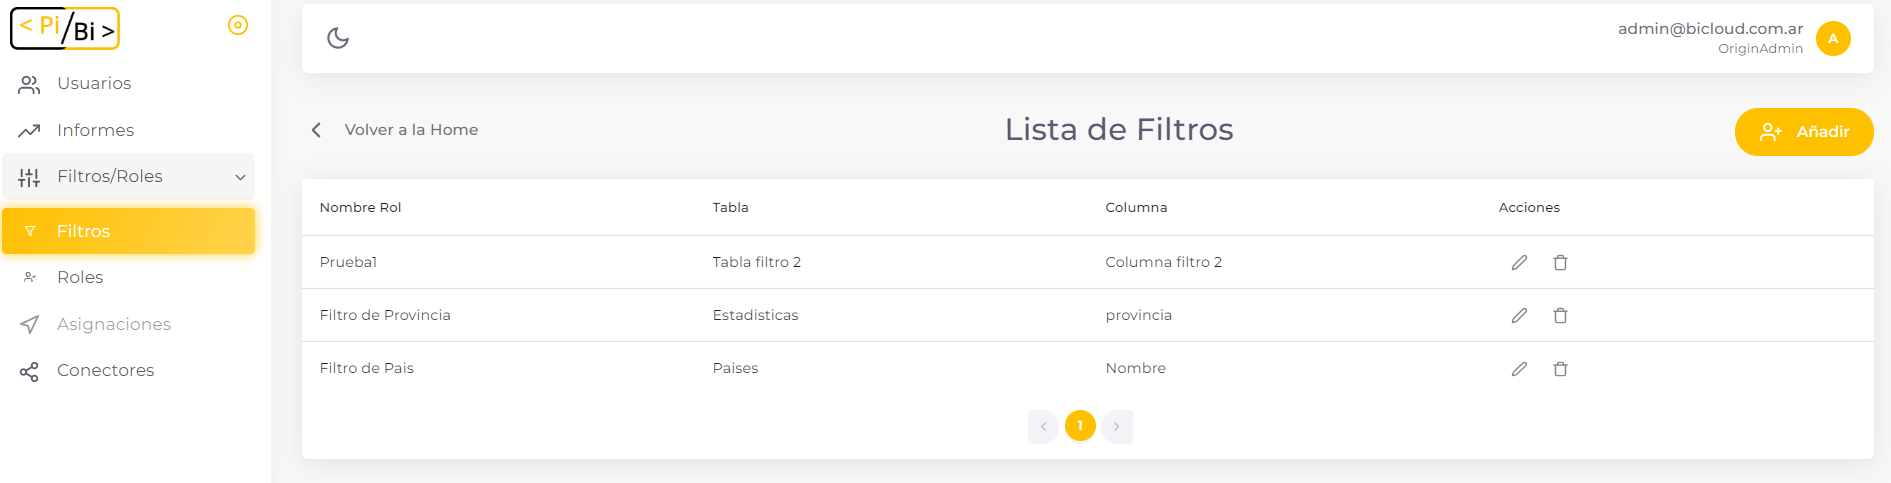 < Pi/Bi >
Usuarios
Informes
Filtros/Roles
Filtros
Roles
Asignaciones
Conectores
admin@bicloud.com.ar
OriginAdmin
A
Volver a la Home
Lista de Filtros
Añadir
Nombre Rol Tabla Columna Acciones
Prueba1 Tabla filtro 2 Columna filtro 2
Filtro de Provincia Estadisticas provincia
Filtro de Pais Paises Nombre
1